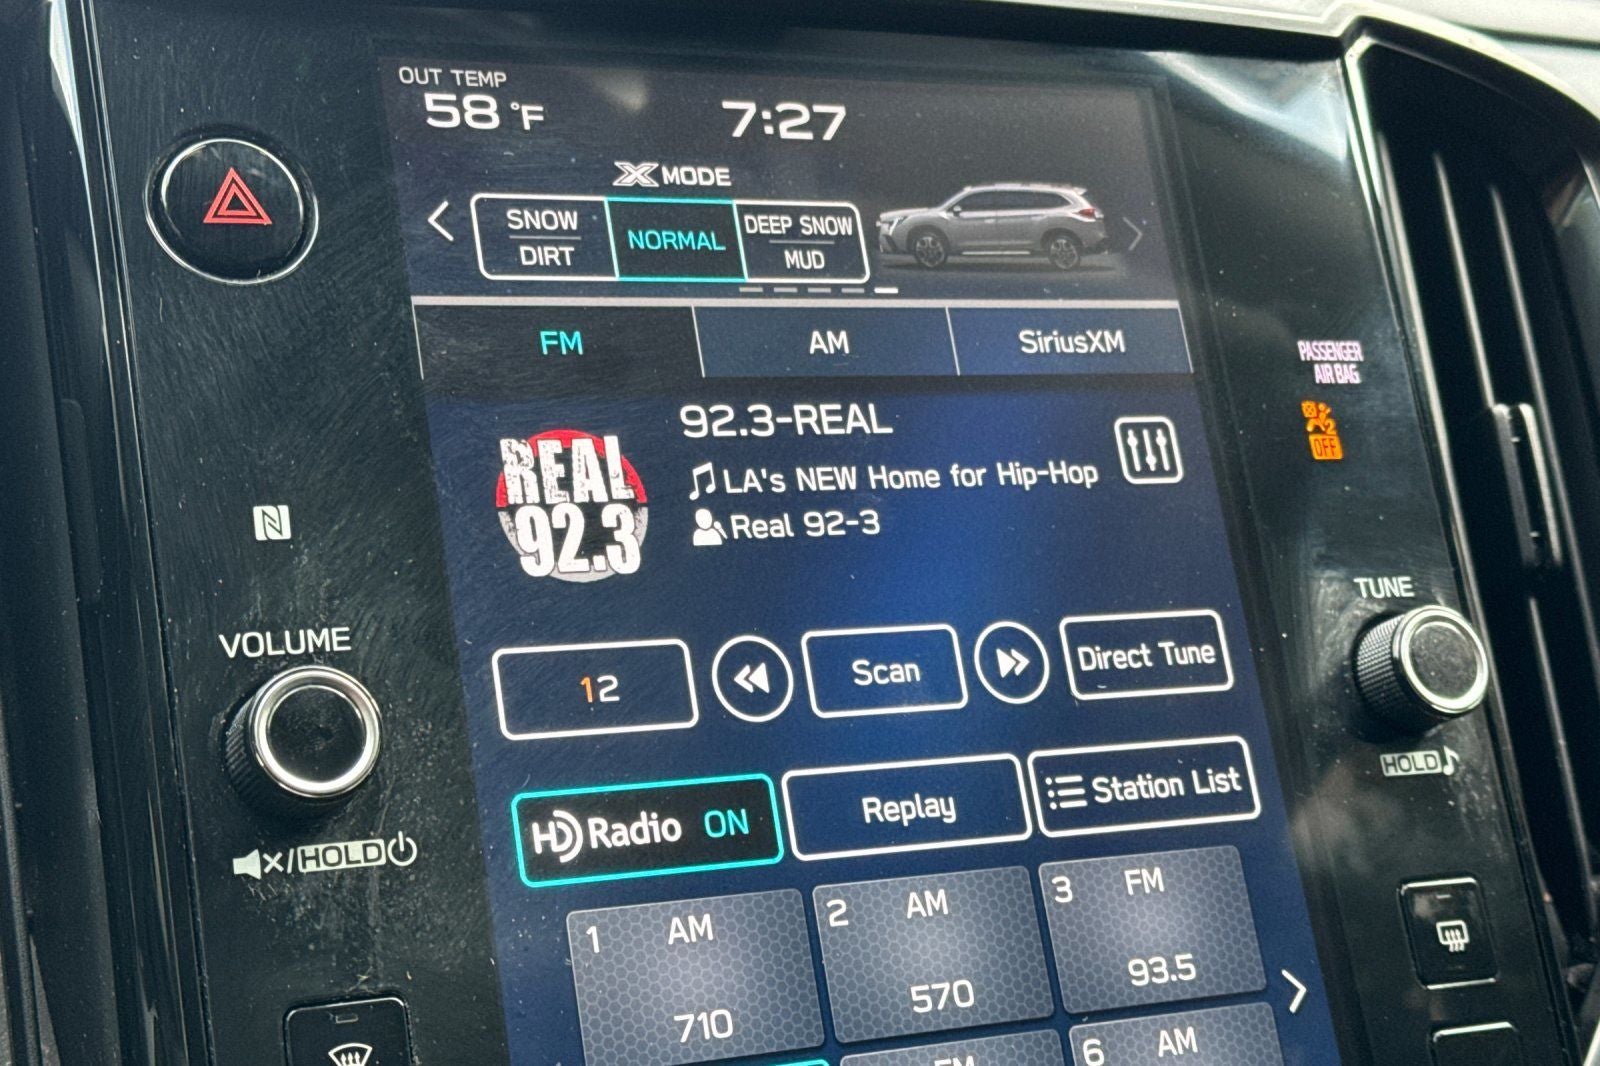 OUT TEMP
58 °F
7:27
X MODE
SNOW
DIRT
NORMAL
DEEP SNOW
MUD
FM
AM
SiriusXM
PASSENGER
AIR BAG
2
OFF
92.3-REAL
LA's NEW Home for Hip-Hop
Real 92-3
REAL
92.3
N
VOLUME
TUNE
12
Scan
Direct Tune
HOLD
HD Radio ON
Replay
Station List
x/HOLD
1 AM
710
2 AM
570
3 FM
93.5
FM
6 AM